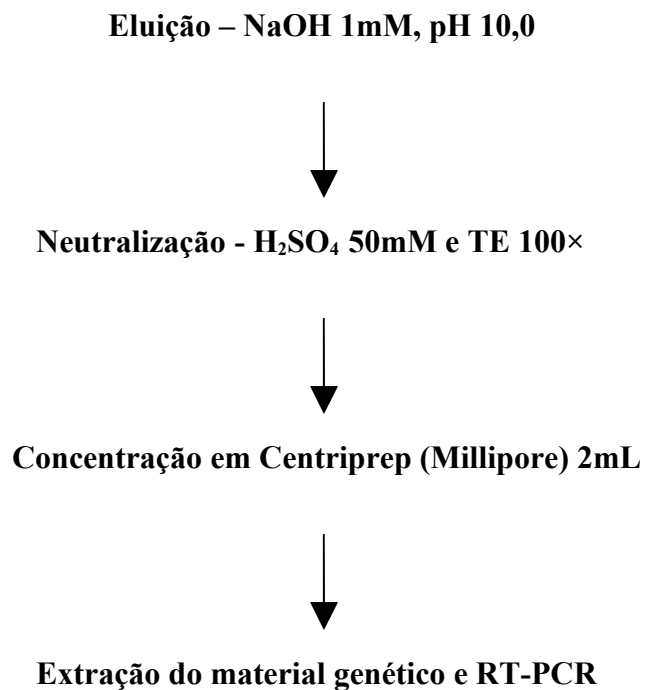 Eluição – NaOH 1mM, pH 10,0
Neutralização - H₂SO₄ 50mM e TE 100×
Concentração em Centriprep (Millipore) 2mL
Extração do material genético e RT-PCR